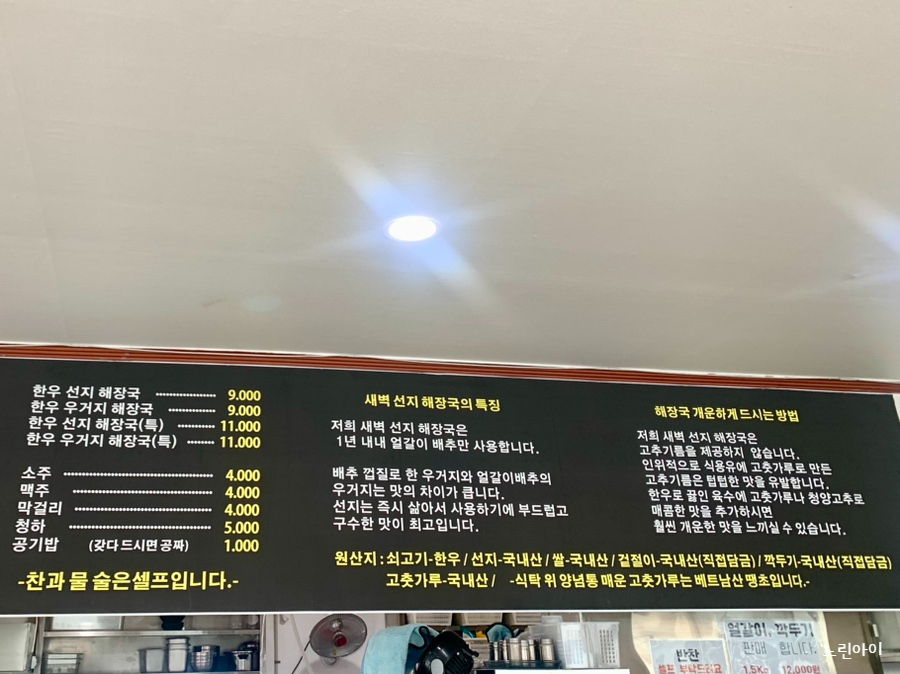 한우 선지 해장국 ················ 9.000
한우 우거지 해장국 ············ 9.000
한우 선지 해장국(특) ········ 11.000
한우 우거지 해장국(특) ······ 11.000
소주 ································ 4.000
맥주 ································ 4.000
막걸리 ······························ 4.000
청하 ································ 5.000
공기밥 (갖다 드시면 공짜) 1.000
-찬과 물 술은셀프입니다.-
새벽 선지 해장국의 특징
저희 새벽 선지 해장국은
1년 내내 얼갈이 배추만 사용합니다.
배추 껍질로 한 우거지와 얼갈이배추의
우거지는 맛의 차이가 큽니다.
선지는 즉시 삶아서 사용하기에 부드럽고
구수한 맛이 최고입니다.
해장국 개운하게 드시는 방법
저희 새벽 선지 해장국은
고추기름을 제공하지 않습니다.
인위적으로 식용유에 고춧가루로 만든
고추기름은 텁텁한 맛을 유발합니다.
한우로 끓인 육수에 고춧가루나 청양고추로
매콤한 맛을 추가하시면
훨씬 개운한 맛을 느끼실 수 있습니다.
원산지 : 쇠고기-한우 / 선지-국내산 / 쌀-국내산 / 겉절이-국내산(직접담금) / 깍두기-국내산(직접담금)
고춧가루-국내산 / -식탁 위 양념통 매운 고춧가루는 베트남산 땡초입니다.-
반찬
셀프 부탁드려요
얼갈이, 깍두기
판매 합니다.
1.5Kg 12,000원
느린아이